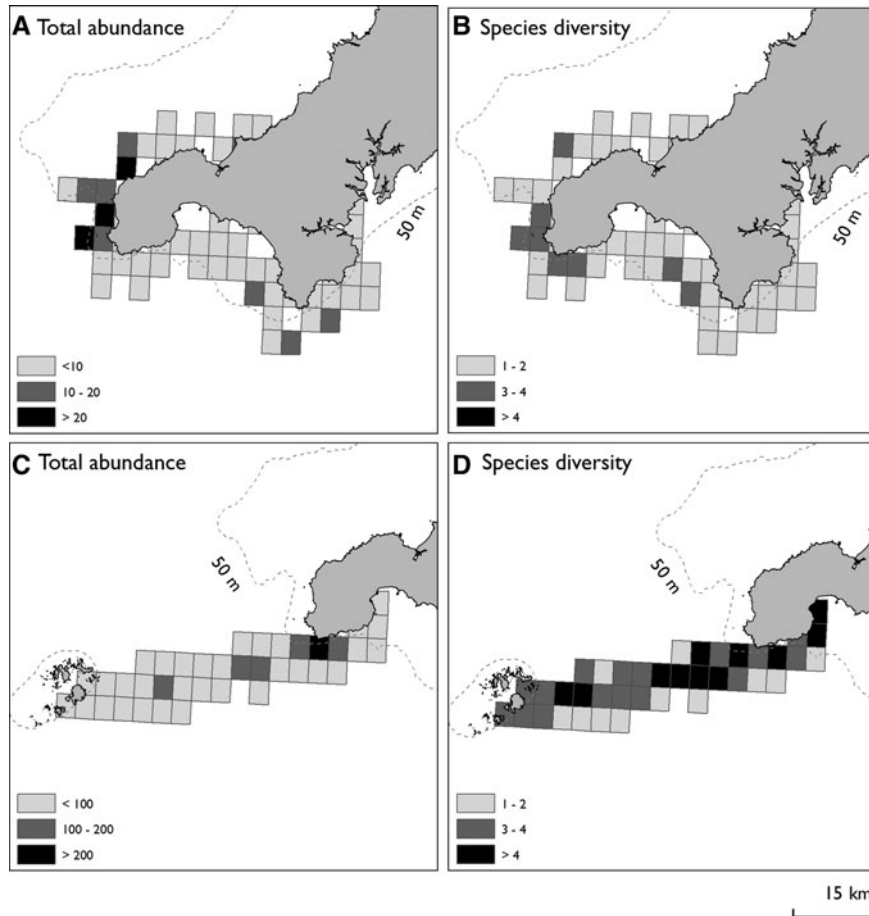 A Total abundance
B Species diversity
50 m
50 m
<10
10 - 20
> 20
1 - 2
3 - 4
> 4
C Total abundance
D Species diversity
50 m
50 m
< 100
100 - 200
> 200
1 - 2
3 - 4
> 4
15 km